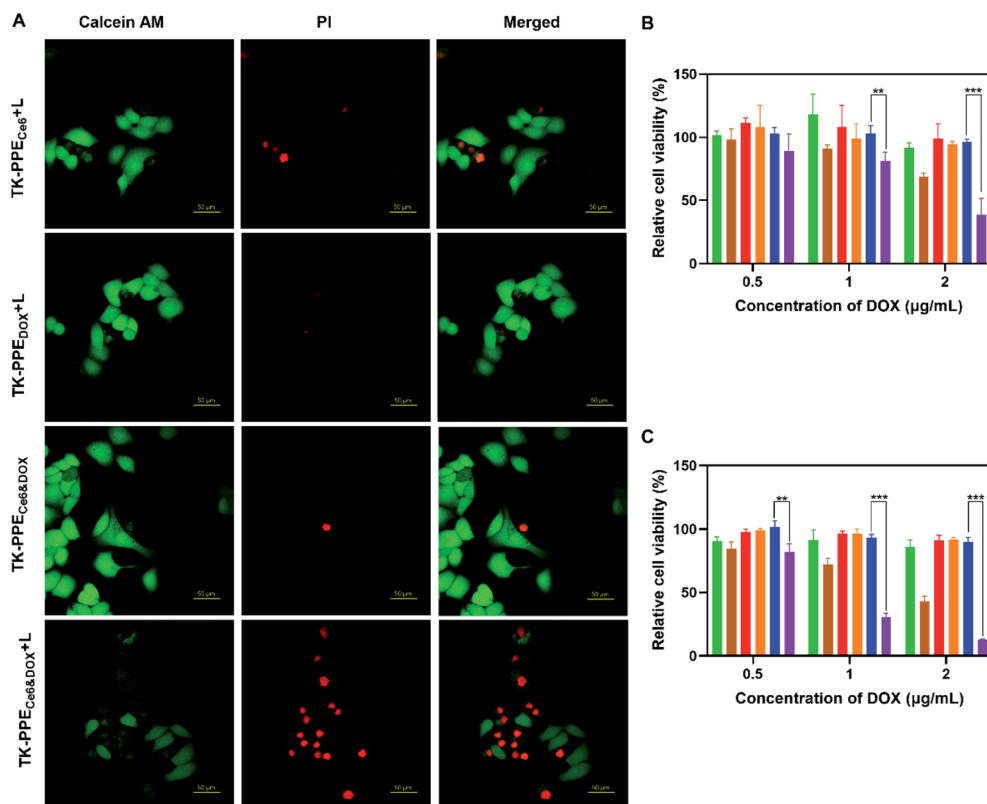 A
Calcein AM
PI
Merged
TK-PPECe6+L
50 μm
50 μm
50 μm
TK-PPEDOX+L
50 μm
50 μm
50 μm
TK-PPECe6&DOX
50 μm
50 μm
50 μm
TK-PPECe6&DOX+L
50 μm
50 μm
50 μm
B
Relative cell viability (%)
150
100
50
0
**
***
0.5
1
2
Concentration of DOX (μg/mL)
C
Relative cell viability (%)
150
100
50
0
**
***
***
0.5
1
2
Concentration of DOX (μg/mL)